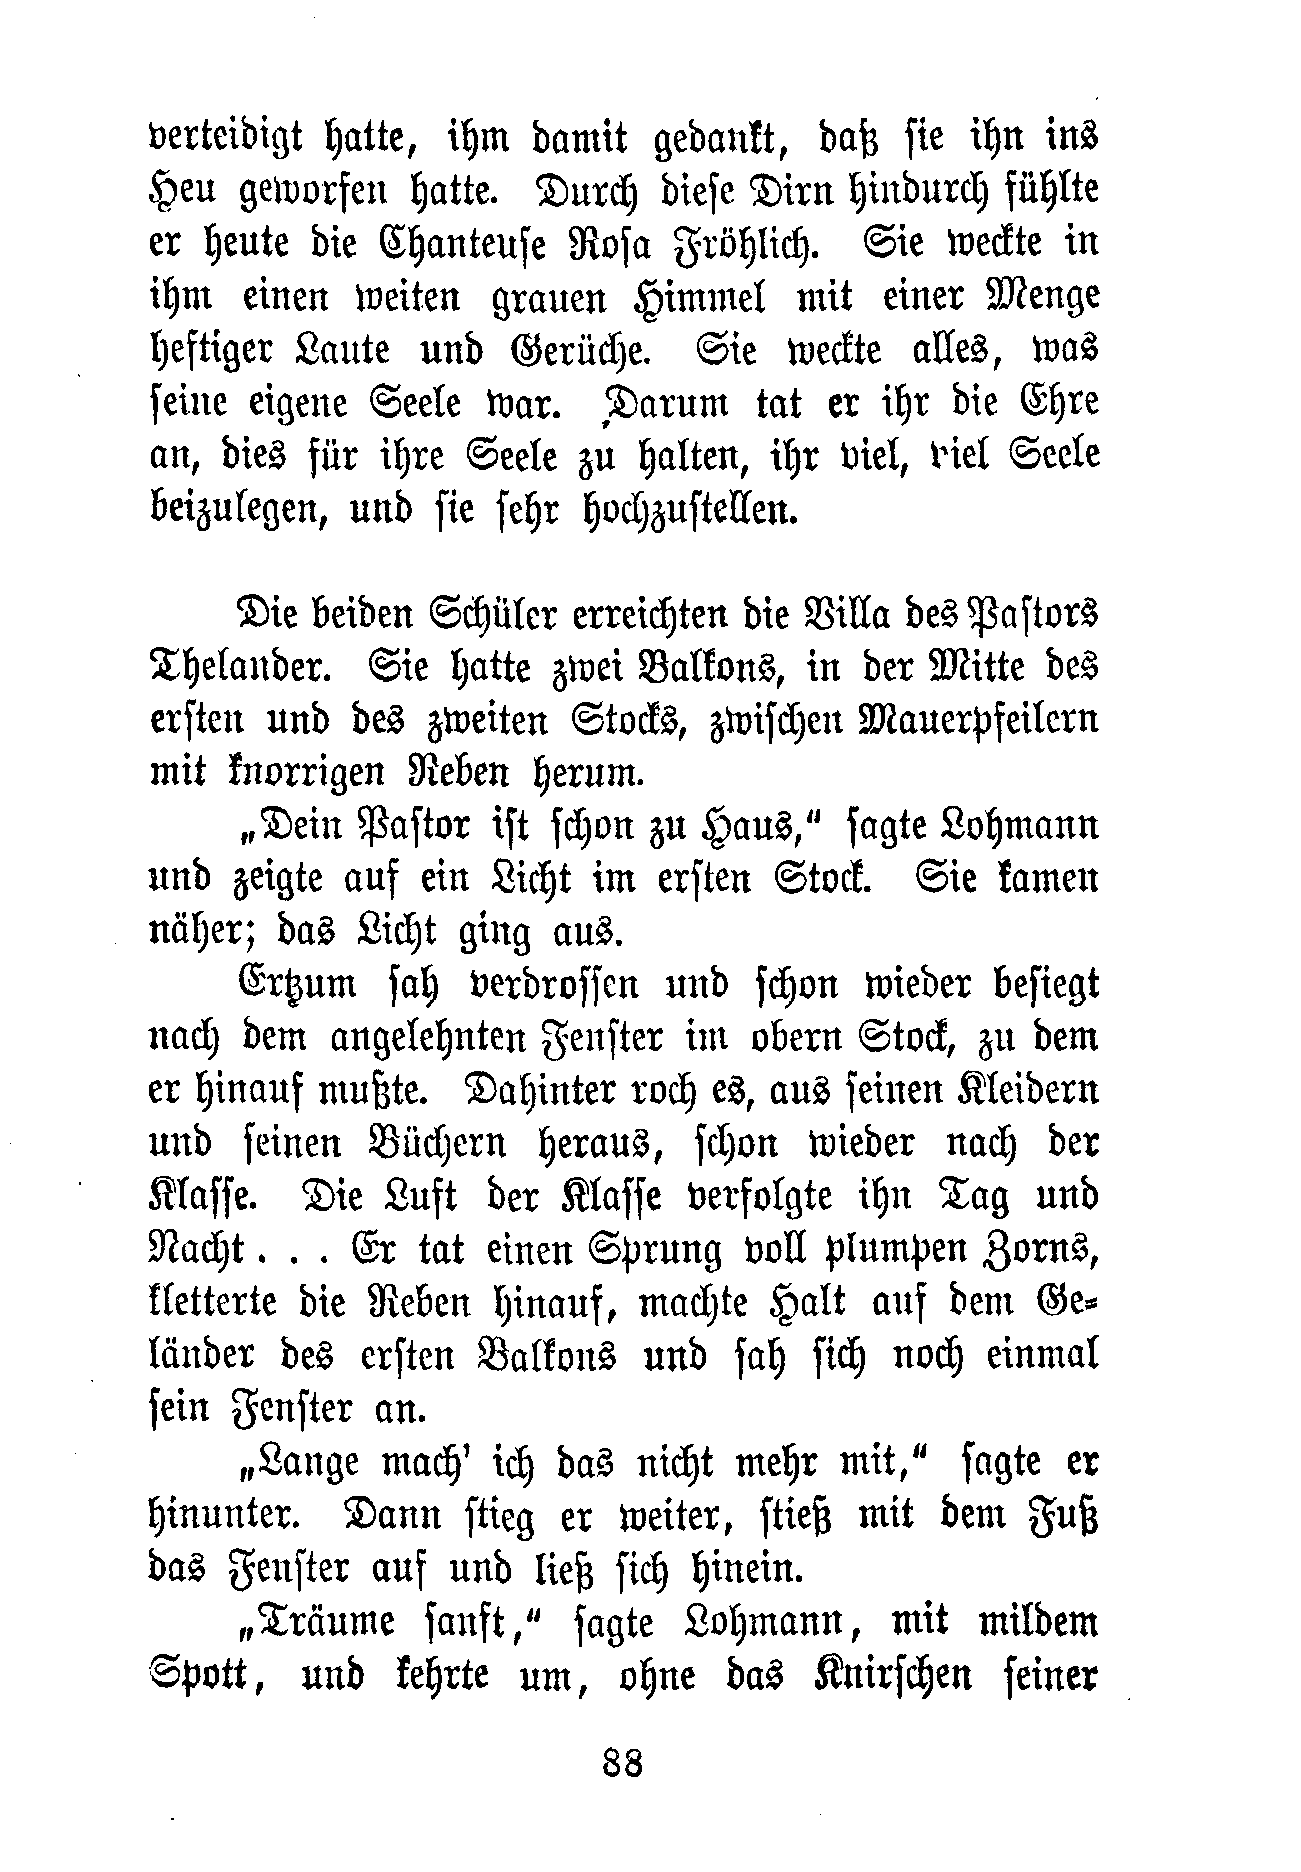 verteidigt hatte, ihm damit gedankt, daß sie ihn ins
Heu geworfen hatte. Durch diese Dirn hindurch fühlte
er heute die Chanteuse Rosa Fröhlich. Sie weckte in
ihm einen weiten grauen Himmel mit einer Menge
heftiger Laute und Gerüche. Sie weckte alles, was
seine eigene Seele war. Darum tat er ihr die Ehre
an, dies für ihre Seele zu halten, ihr viel, viel Seele
beizulegen, und sie sehr hochzustellen.
Die beiden Schüler erreichten die Villa des Pastors
Thelander. Sie hatte zwei Balkons, in der Mitte des
ersten und des zweiten Stocks, zwischen Mauerpfeilern
mit knorrigen Reben herum.
„Dein Pastor ist schon zu Haus,“ sagte Lohmann
und zeigte auf ein Licht im ersten Stock. Sie kamen
näher; das Licht ging aus.
Ertzum sah verdrossen und schon wieder besiegt
nach dem angelehnten Fenster im obern Stock, zu dem
er hinauf mußte. Dahinter roch es, aus seinen Kleidern
und seinen Büchern heraus, schon wieder nach der
Klasse. Die Luft der Klasse verfolgte ihn Tag und
Nacht . . . Er tat einen Sprung voll plumpen Zorns,
kletterte die Reben hinauf, machte Halt auf dem Ge-
länder des ersten Balkons und sah sich noch einmal
sein Fenster an.
„Lange mach' ich das nicht mehr mit,“ sagte er
hinunter. Dann stieg er weiter, stieß mit dem Fuß
das Fenster auf und ließ sich hinein.
„Träume sanft,“ sagte Lohmann, mit mildem
Spott, und kehrte um, ohne das Knirschen seiner
88